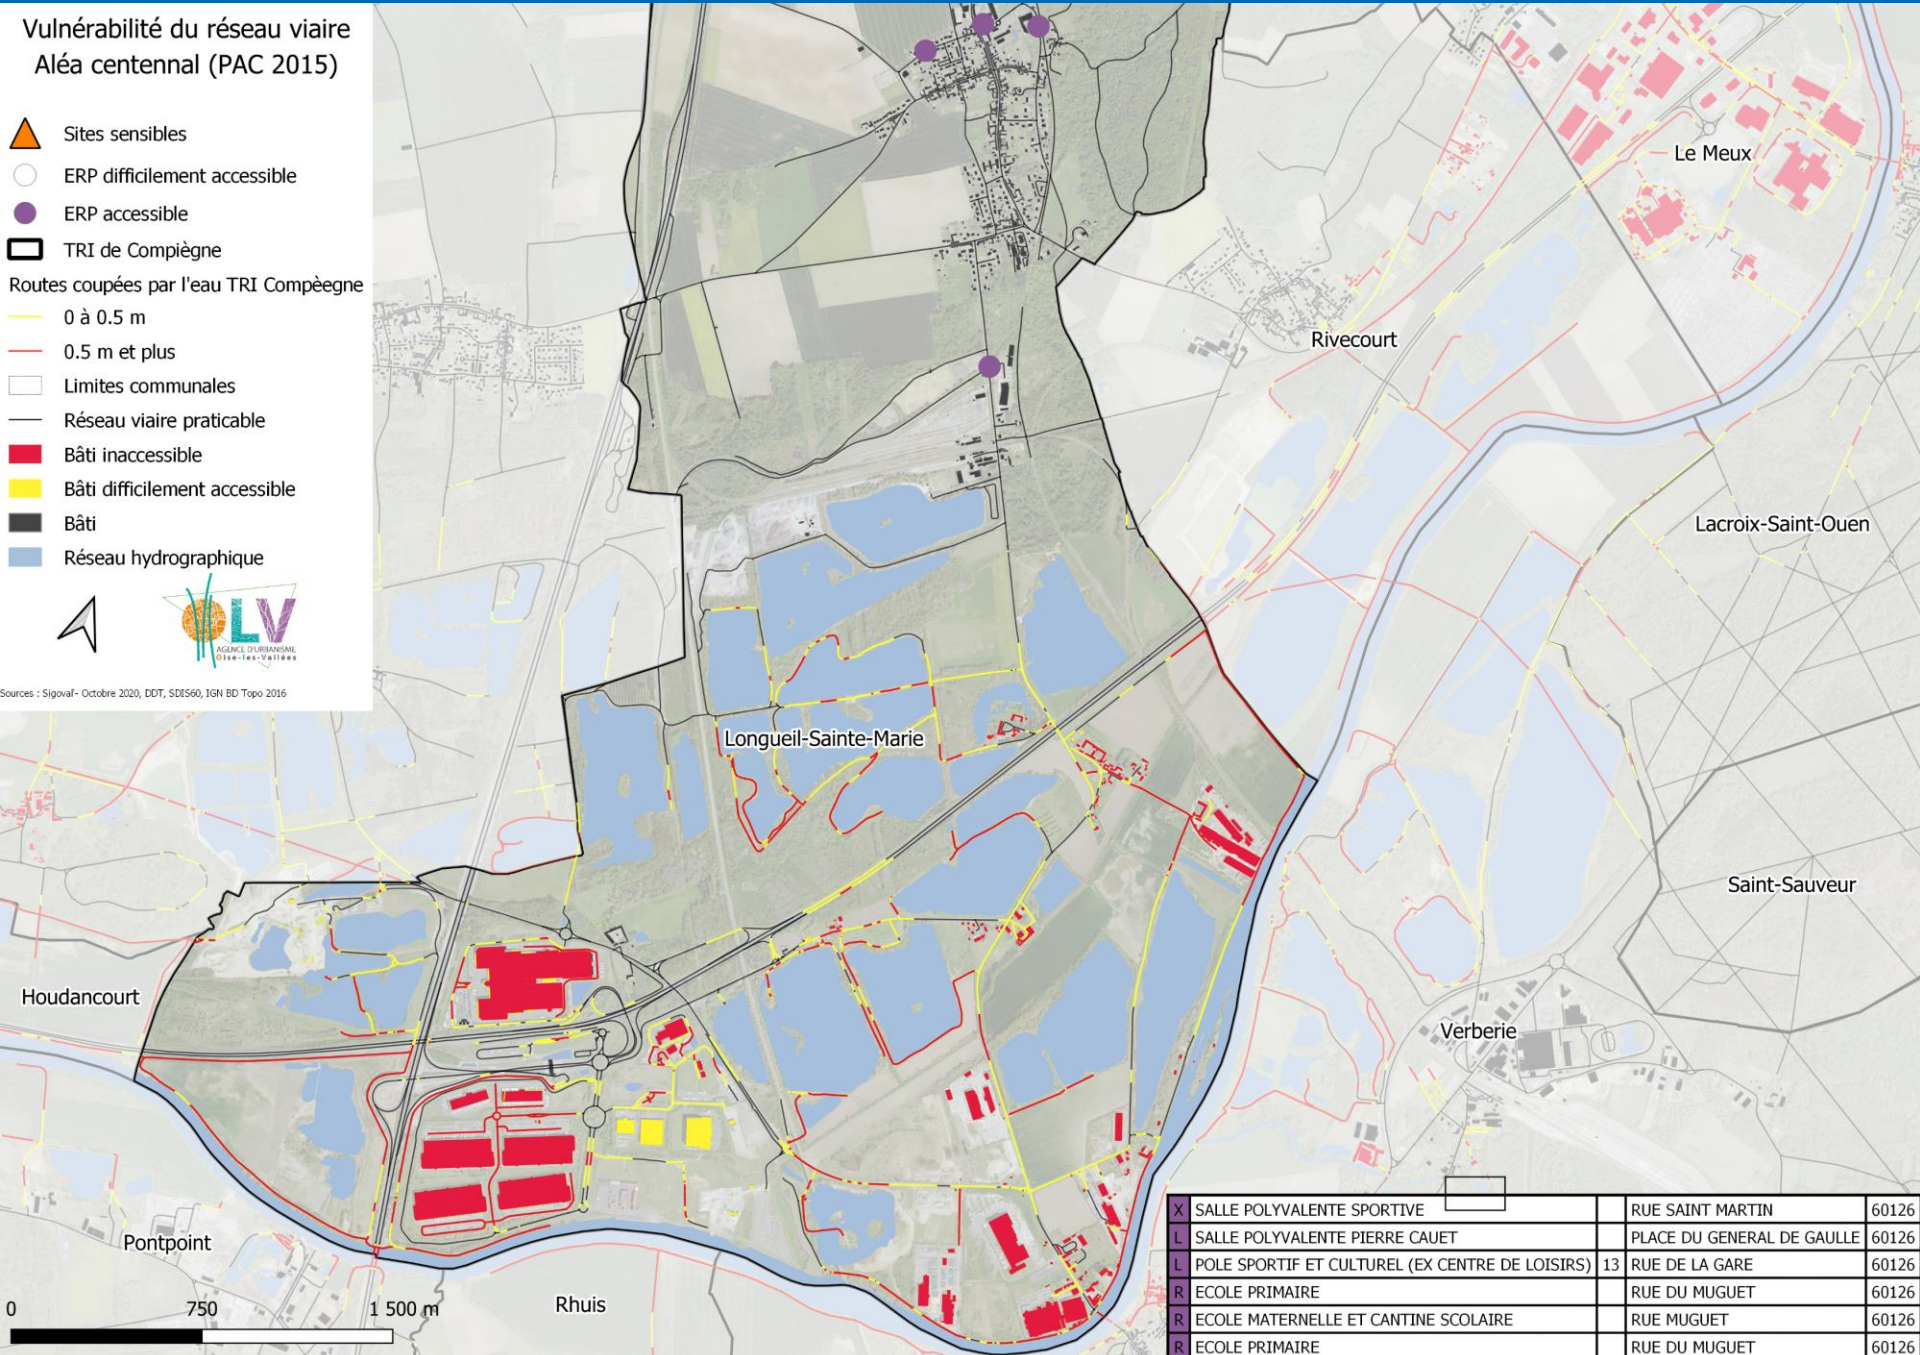 Vulnérabilité du réseau viaire
Aléa centennal (PAC 2015)
Sites sensibles
ERP difficilement accessible
ERP accessible
TRI de Compiègne
Routes coupées par l'eau TRI Compèegne
0 à 0.5 m
0.5 m et plus
Limites communales
Réseau viaire praticable
Bâti inaccessible
Bâti difficilement accessible
Bâti
Réseau hydrographique
OLV
AGENCE D'URBANISME
Oise-les-Vallées
Sources : Sigoval- Octobre 2020, DDT, SDIS60, IGN BD Topo 2016
Le Meux
Rivecourt
Lacroix-Saint-Ouen
Longueil-Sainte-Marie
Saint-Sauveur
Houdancourt
Verberie
Pontpoint
Rhuis
0 750 1 500 m
X SALLE POLYVALENTE SPORTIVE RUE SAINT MARTIN 60126
L SALLE POLYVALENTE PIERRE CAUET PLACE DU GENERAL DE GAULLE 60126
L POLE SPORTIF ET CULTUREL (EX CENTRE DE LOISIRS) 13 RUE DE LA GARE 60126
R ECOLE PRIMAIRE RUE DU MUGUET 60126
R ECOLE MATERNELLE ET CANTINE SCOLAIRE RUE MUGUET 60126
R ECOLE PRIMAIRE RUE DU MUGUET 60126